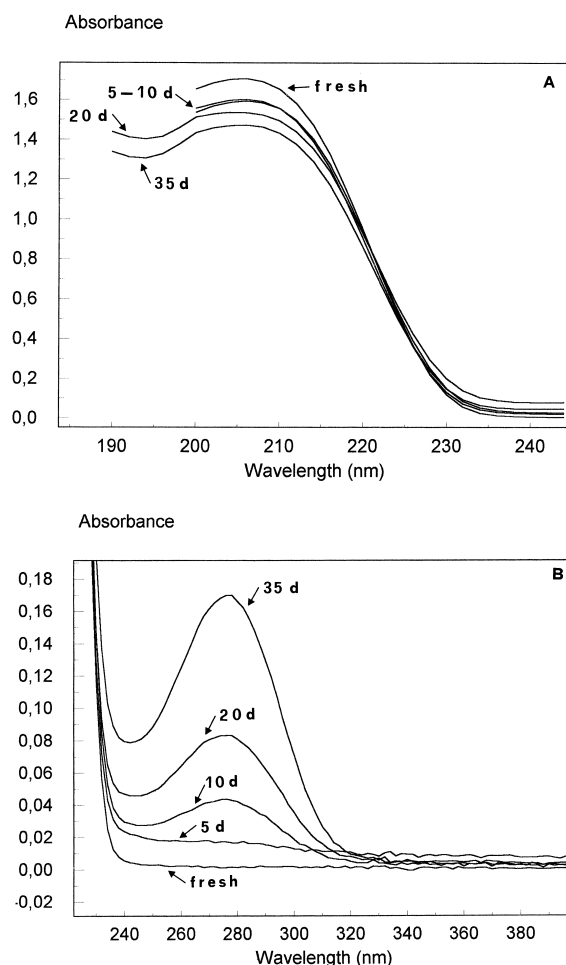 Absorbance
A
fresh
5–10 d
20 d
35 d
1,6
1,4
1,2
1,0
0,8
0,6
0,4
0,2
0,0
190 200 210 220 230 240
Wavelength (nm)
Absorbance
B
35 d
20 d
10 d
5 d
fresh
0,18
0,16
0,14
0,12
0,10
0,08
0,06
0,04
0,02
0,00
-0,02
240 260 280 300 320 340 360 380
Wavelength (nm)